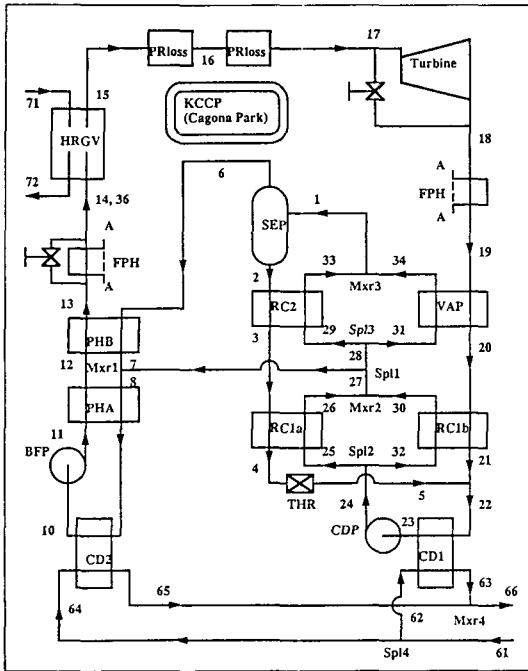 17
PRloss
PRloss
16
Turbine
71
15
KCCP
(Cagona Park)
HRGV
18
72
6
14, 36
A
A
FPH
SEP
1
A
FPH
A
19
2
33
34
13
Mxr3
RC2
VAP
PHB
3
29
Spl3
31
20
12
Mxr1
7
28
Spl1
8
27
26
Mxr2
30
PHA
RC1a
RC1b
11
BFP
4
25
Spl2
32
21
THR
24
5
22
10
CDP
23
CD3
CD1
65
63
66
64
62
Mxr4
Spl4
61